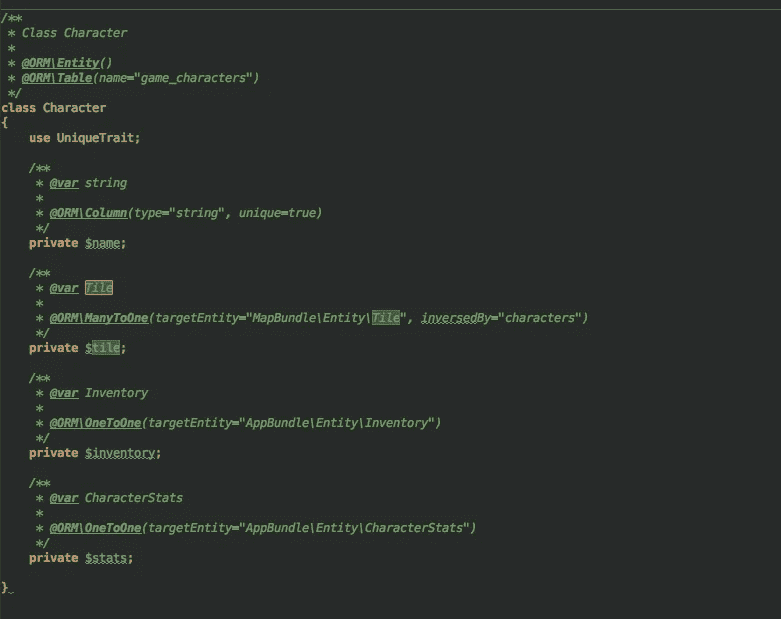 /**
 * Class Character
 *
 * @ORM\Entity()
 * @ORM\Table(name="game_characters")
 */
class Character
{
    use UniqueTrait;

    /**
     * @var string
     *
     * @ORM\Column(type="string", unique=true)
     */
    private $name;

    /**
     * @var Tile
     *
     * @ORM\ManyToOne(targetEntity="MapBundle\Entity\Tile", inversedBy="characters")
     */
    private $tile;

    /**
     * @var Inventory
     *
     * @ORM\OneToOne(targetEntity="AppBundle\Entity\Inventory")
     */
    private $inventory;

    /**
     * @var CharacterStats
     *
     * @ORM\OneToOne(targetEntity="AppBundle\Entity\CharacterStats")
     */
    private $stats;

}